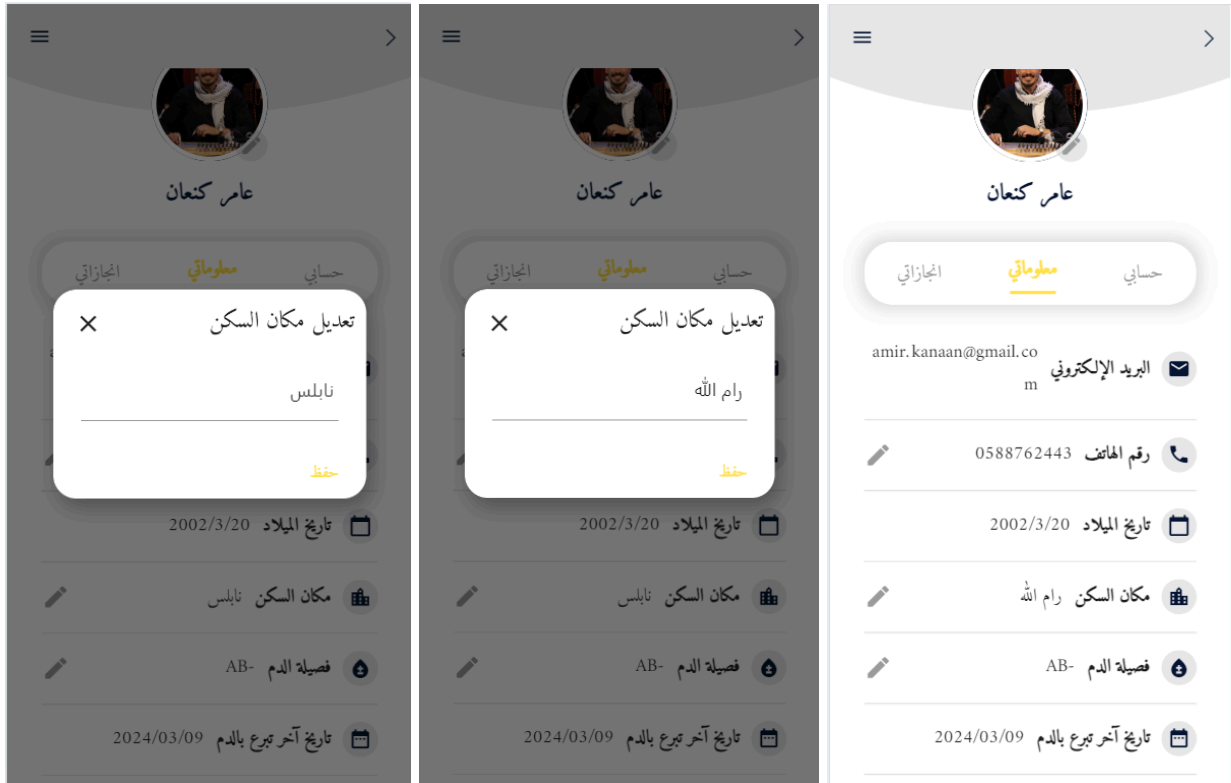 عامر كنعان
حسابي معلوماتي انجازاتي
تعديل مكان السكن
نابلس
حفظ
تاريخ الميلاد 2002/3/20
مكان السكن نابلس
فصيلة الدم AB-
تاريخ آخر تبرع بالدم 2024/03/09
عامر كنعان
حسابي معلوماتي انجازاتي
تعديل مكان السكن
رام الله
حفظ
تاريخ الميلاد 2002/3/20
مكان السكن نابلس
فصيلة الدم AB-
تاريخ آخر تبرع بالدم 2024/03/09
عامر كنعان
حسابي معلوماتي انجازاتي
البريد الإلكتروني amir.kanaan@gmail.co
m
رقم الهاتف 0588762443
تاريخ الميلاد 2002/3/20
مكان السكن رام الله
فصيلة الدم AB-
تاريخ آخر تبرع بالدم 2024/03/09